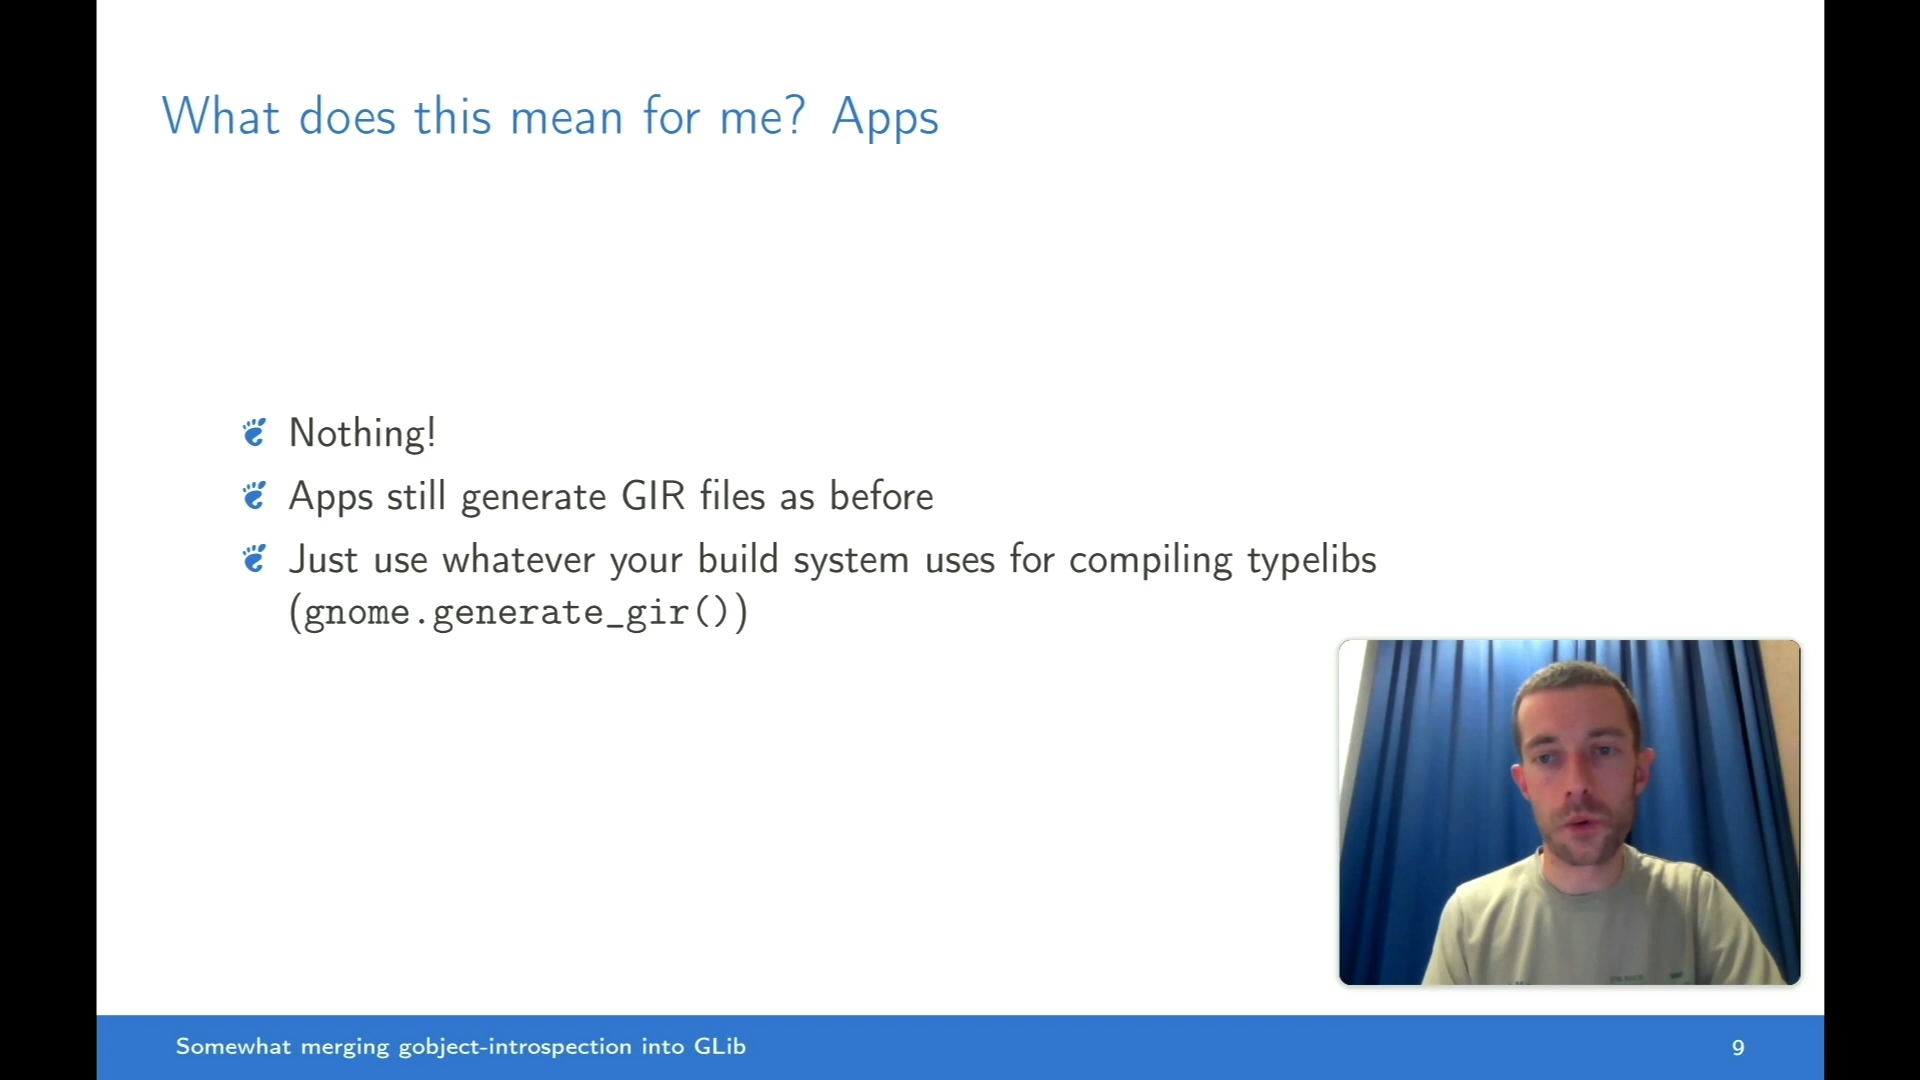 What does this mean for me? Apps
Nothing!
Apps still generate GIR files as before
Just use whatever your build system uses for compiling typelibs
(gnome.generate_gir())
Somewhat merging gobject-introspection into GLib
9